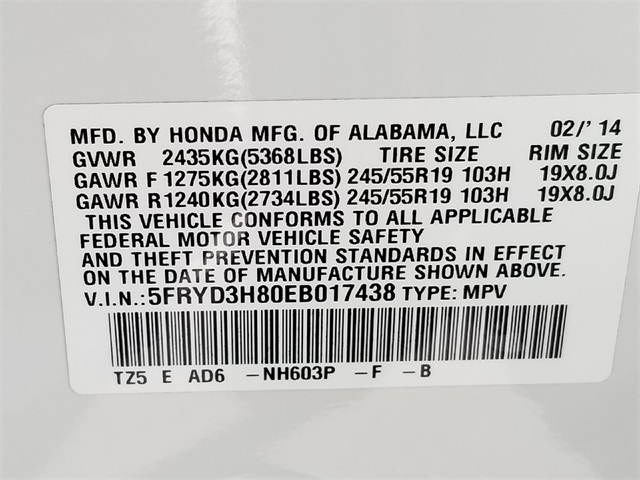 MFD. BY HONDA MFG. OF ALABAMA, LLC 02/' 14
GVWR 2435KG(5368LBS) TIRE SIZE RIM SIZE
GAWR F1275KG(2811LBS) 245/55R19 103H 19X8.0J
GAWR R1240KG(2734LBS) 245/55R19 103H 19X8.0J
THIS VEHICLE CONFORMS TO ALL APPLICABLE
FEDERAL MOTOR VEHICLE SAFETY
AND THEFT PREVENTION STANDARDS IN EFFECT
ON THE DATE OF MANUFACTURE SHOWN ABOVE.
V.I.N.:5FRYD3H80EB017438 TYPE: MPV
TZ5 E AD6 -NH603P -F -B